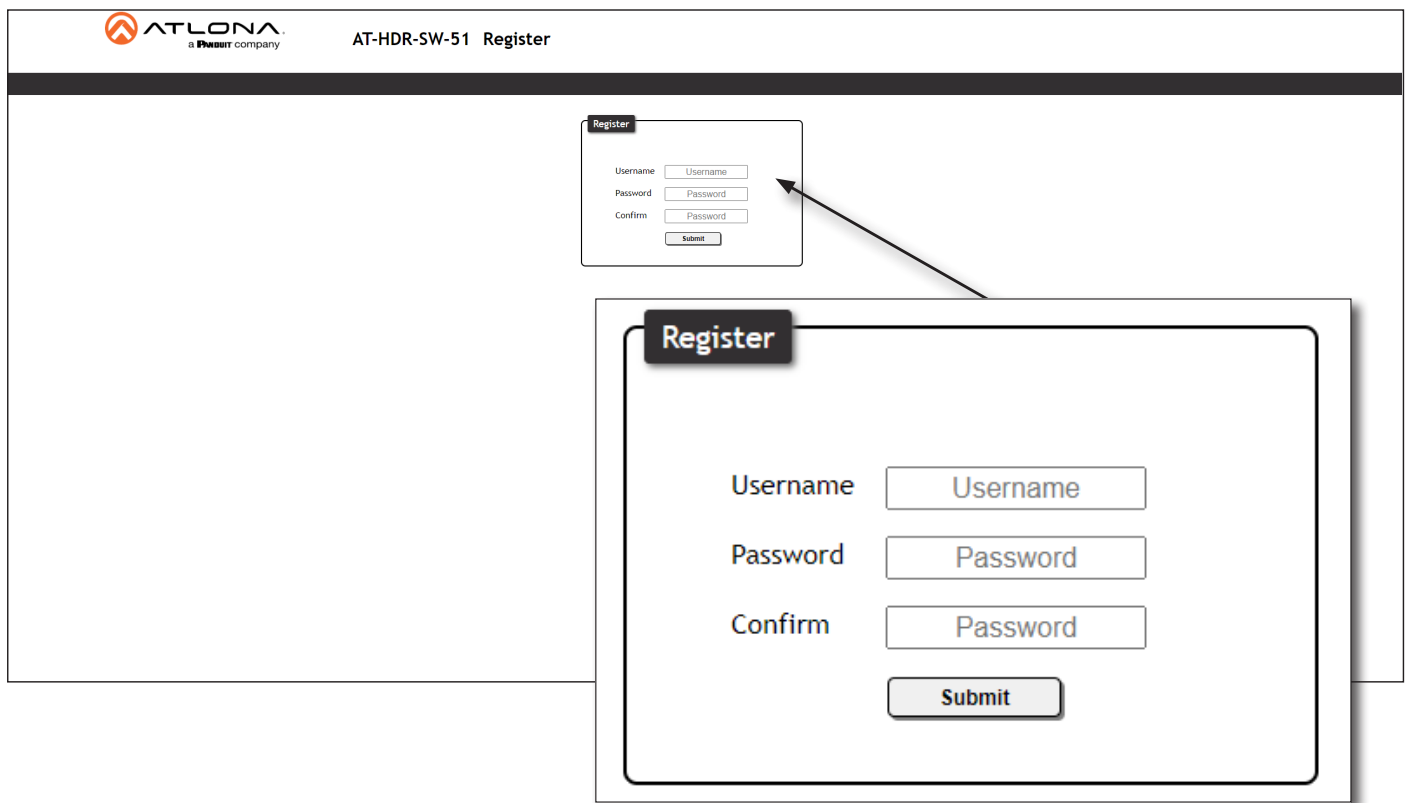 ATLONA.
a PANDUIT company
AT-HDR-SW-51 Register
Register
Username Username
Password Password
Confirm Password
Submit
Register
Username Username
Password Password
Confirm Password
Submit